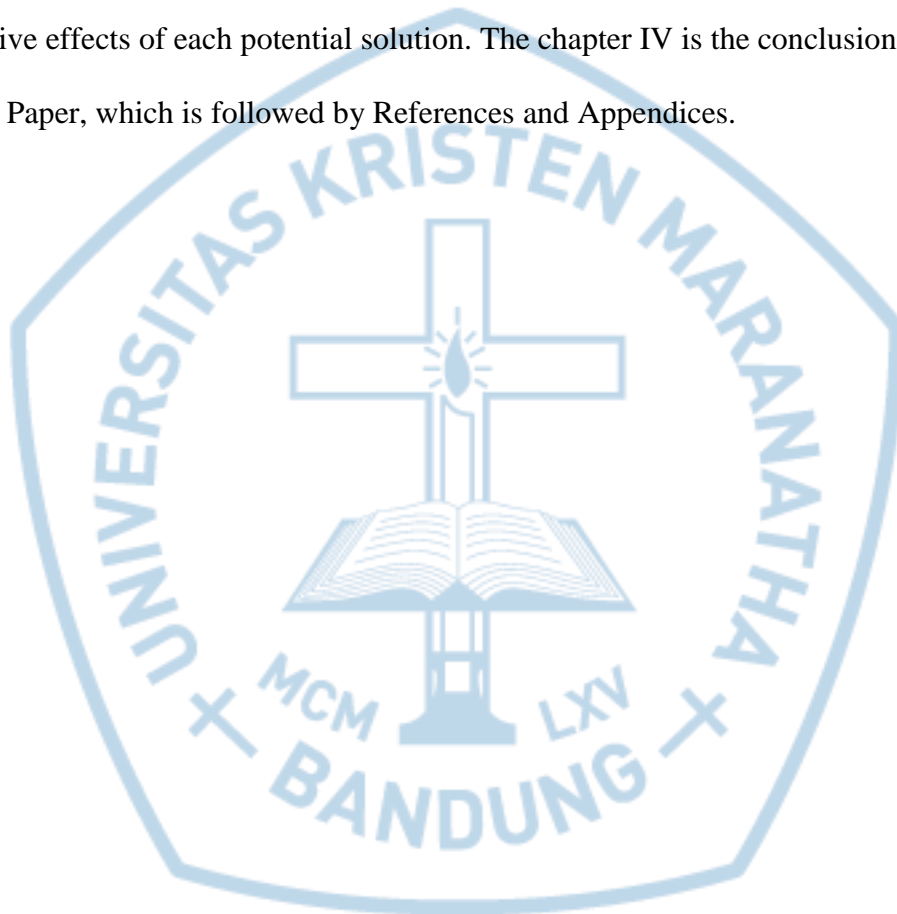 ive effects of each potential solution. The chapter IV is the conclusion
Paper, which is followed by References and Appendices.
UNIVERSITAS KRISTEN MARANATHA
MCM LXV
BANDUNG